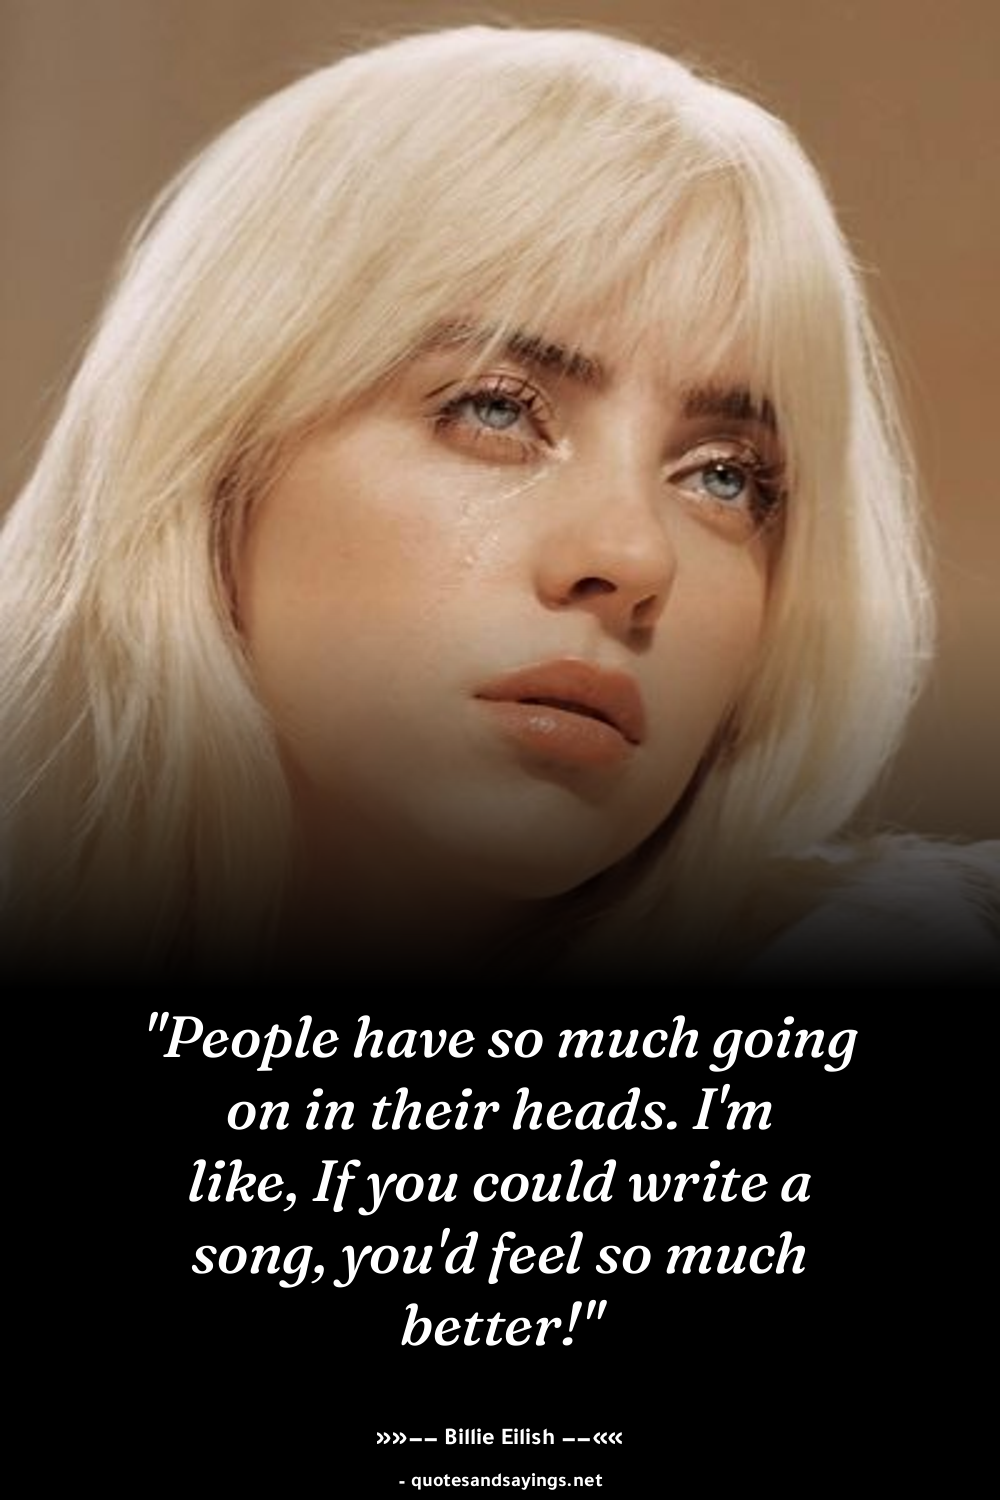 "People have so much going
on in their heads. I'm
like, If you could write a
song, you'd feel so much
better!"
»»−− Billie Eilish −−««
- quotesandsayings.net